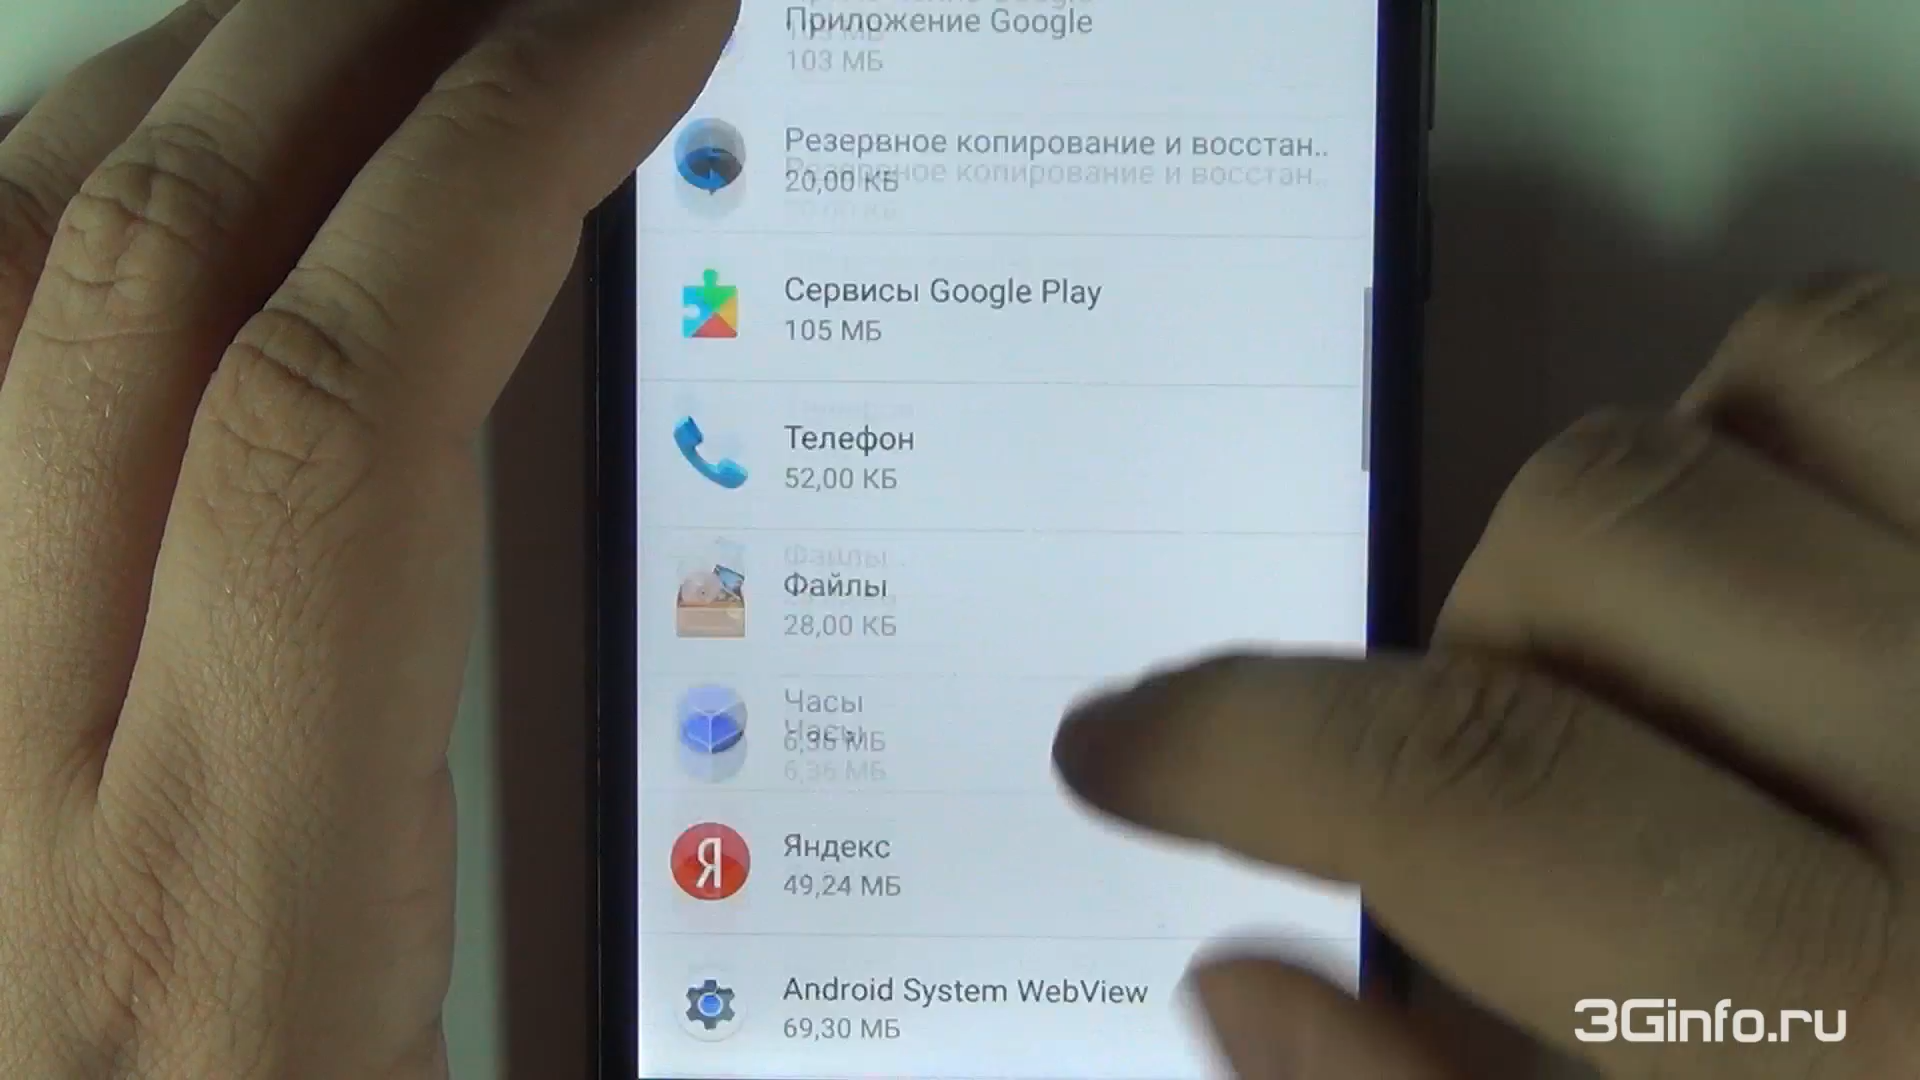 Приложение Google
103 МБ
Резервное копирование и восстан..
20,00 КБ
Сервисы Google Play
105 МБ
Телефон
52,00 КБ
Файлы
28,00 КБ
Часы
6,36 МБ
Яндекс
49,24 МБ
Android System WebView
69,30 МБ
3Ginfo.ru